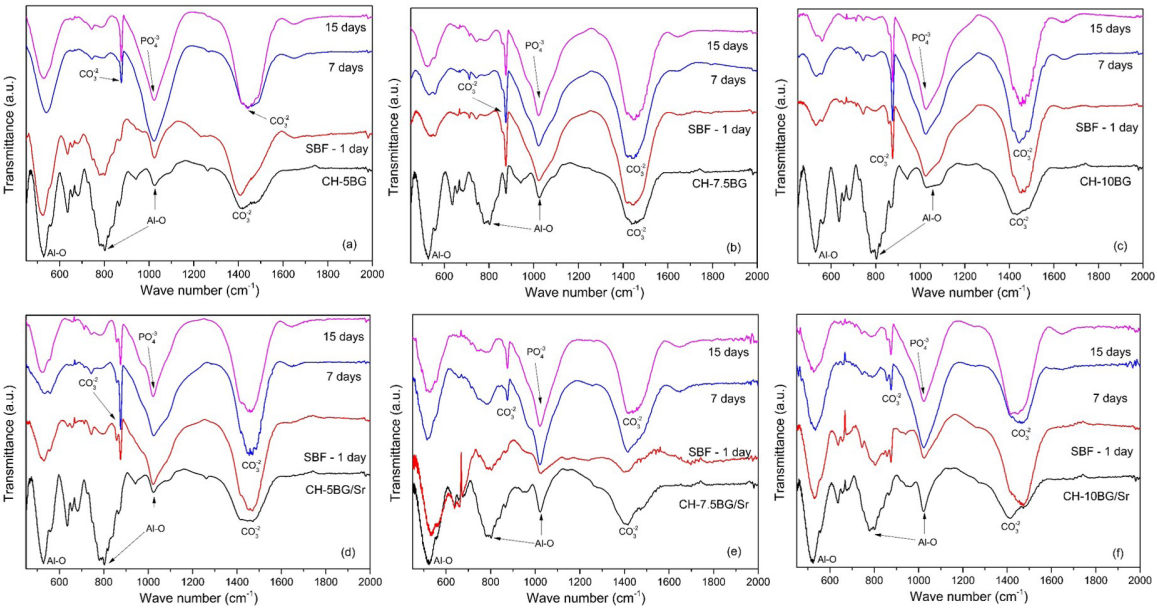 15 days
PO₄⁻³
7 days
CO₃⁻²
CO₃⁻²
SBF - 1 day
CH-5BG
Al-O
CO₃⁻²
Al-O
(a)
Transmittance (a.u.)
600 800 1000 1200 1400 1600 1800 2000
Wave number (cm⁻¹)
15 days
PO₄⁻³
7 days
CO₃⁻²
SBF - 1 day
CO₃⁻²
CH-7.5BG
Al-O
CO₃⁻²
Al-O
(b)
Transmittance (a.u.)
600 800 1000 1200 1400 1600 1800 2000
Wave number (cm⁻¹)
15 days
PO₄⁻³
7 days
SBF - 1 day
CO₃⁻²
CO₃⁻²
CH-10BG
Al-O
CO₃⁻²
Al-O
(c)
Transmittance (a.u.)
600 800 1000 1200 1400 1600 1800 2000
Wave number (cm⁻¹)
15 days
PO₄⁻³
7 days
CO₃⁻²
SBF - 1 day
CO₃⁻²
CH-5BG/Sr
Al-O
CO₃⁻²
Al-O
(d)
Transmittance (a.u.)
600 800 1000 1200 1400 1600 1800 2000
Wave number (cm⁻¹)
15 days
PO₄⁻³
7 days
CO₃⁻²
CO₃⁻²
SBF - 1 day
CH-7.5BG/Sr
CO₃⁻²
Al-O
Al-O
(e)
Transmittance (a.u.)
600 800 1000 1200 1400 1600 1800 2000
Wave number (cm⁻¹)
15 days
PO₄⁻³
7 days
CO₃⁻²
CO₃⁻²
SBF - 1 day
CH-10BG/Sr
CO₃⁻²
Al-O
Al-O
(f)
Transmittance (a.u.)
600 800 1000 1200 1400 1600 1800 2000
Wave number (cm⁻¹)